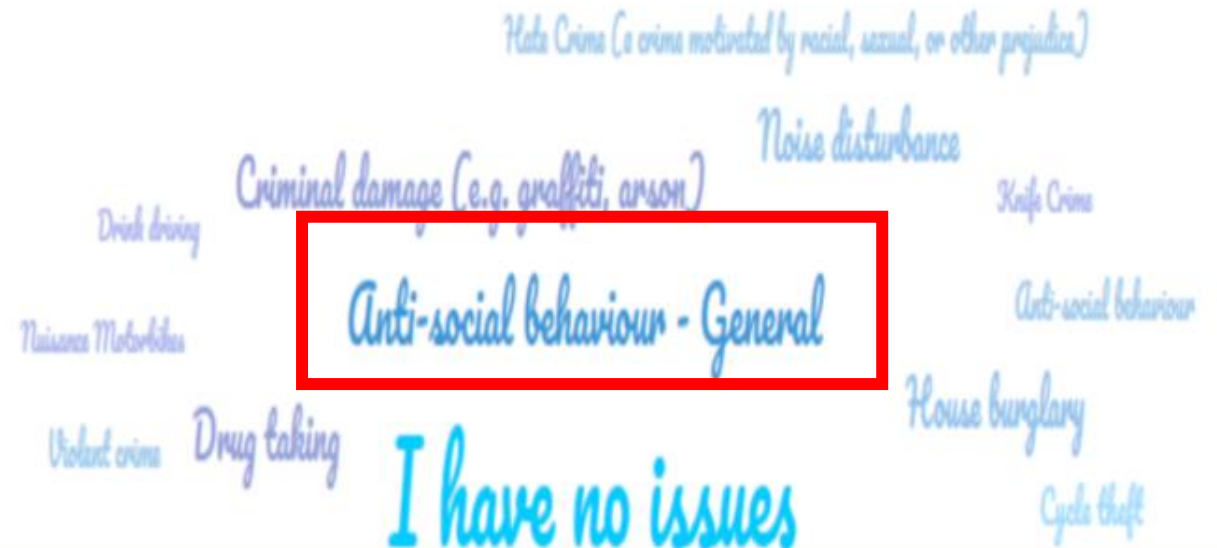 Hate Crime (a crime motivated by racial, sexual, or other prejudice)
Noise disturbance
Criminal damage (e.g. graffiti, arson)
Knife Crime
Drink driving
Anti-social behaviour - General
Anti-social behaviour
Nuisance Motorbikes
House burglary
Drug taking
Violent crime
I have no issues
Cycle theft